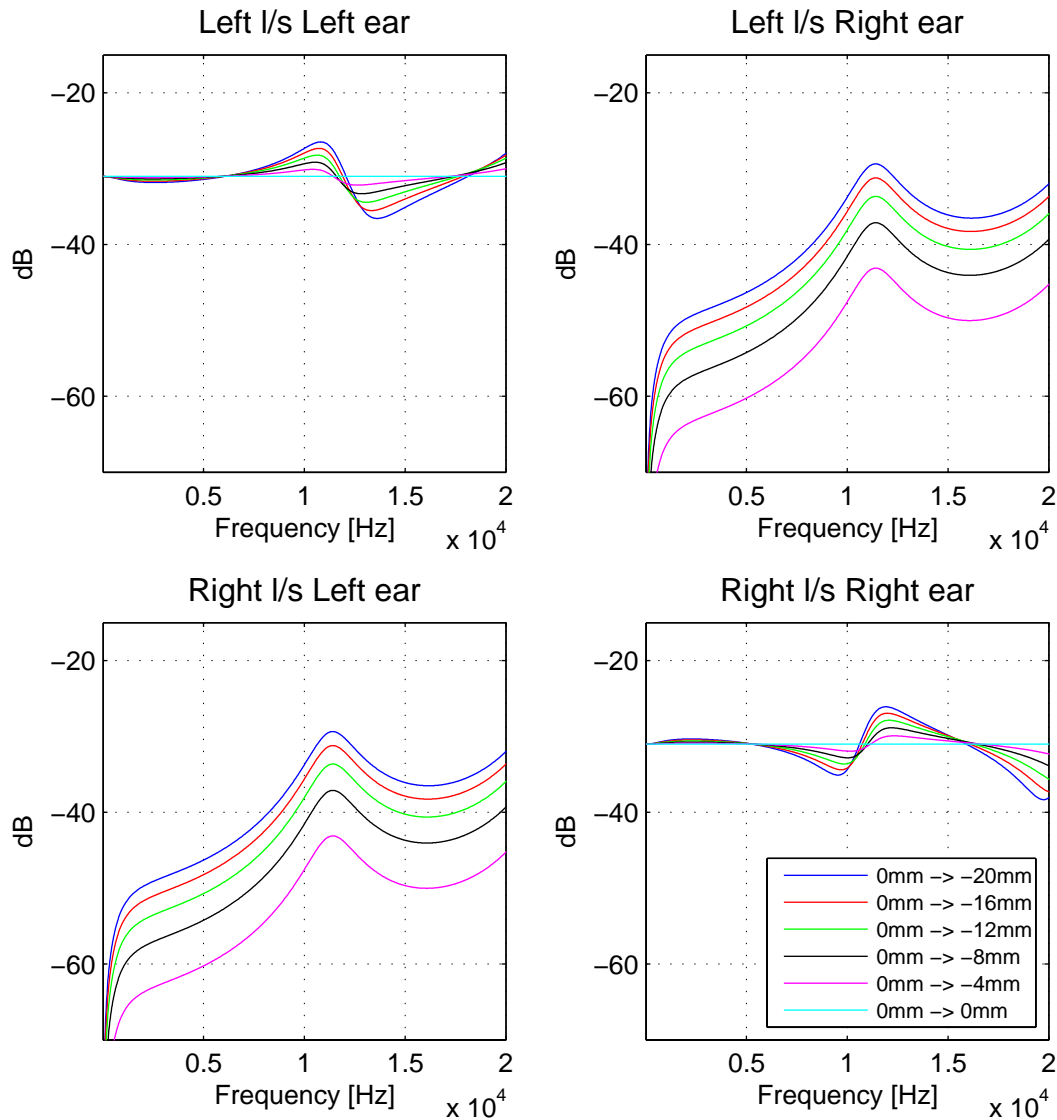 Left l/s Left ear
−20
−40
−60
dB
0.5 1 1.5 2
Frequency [Hz]
x 10^4
Left l/s Right ear
−20
−40
−60
dB
0.5 1 1.5 2
Frequency [Hz]
x 10^4
Right l/s Left ear
−20
−40
−60
dB
0.5 1 1.5 2
Frequency [Hz]
x 10^4
Right l/s Right ear
−20
−40
−60
dB
0mm −> −20mm
0mm −> −16mm
0mm −> −12mm
0mm −> −8mm
0mm −> −4mm
0mm −> 0mm
0.5 1 1.5 2
Frequency [Hz]
x 10^4